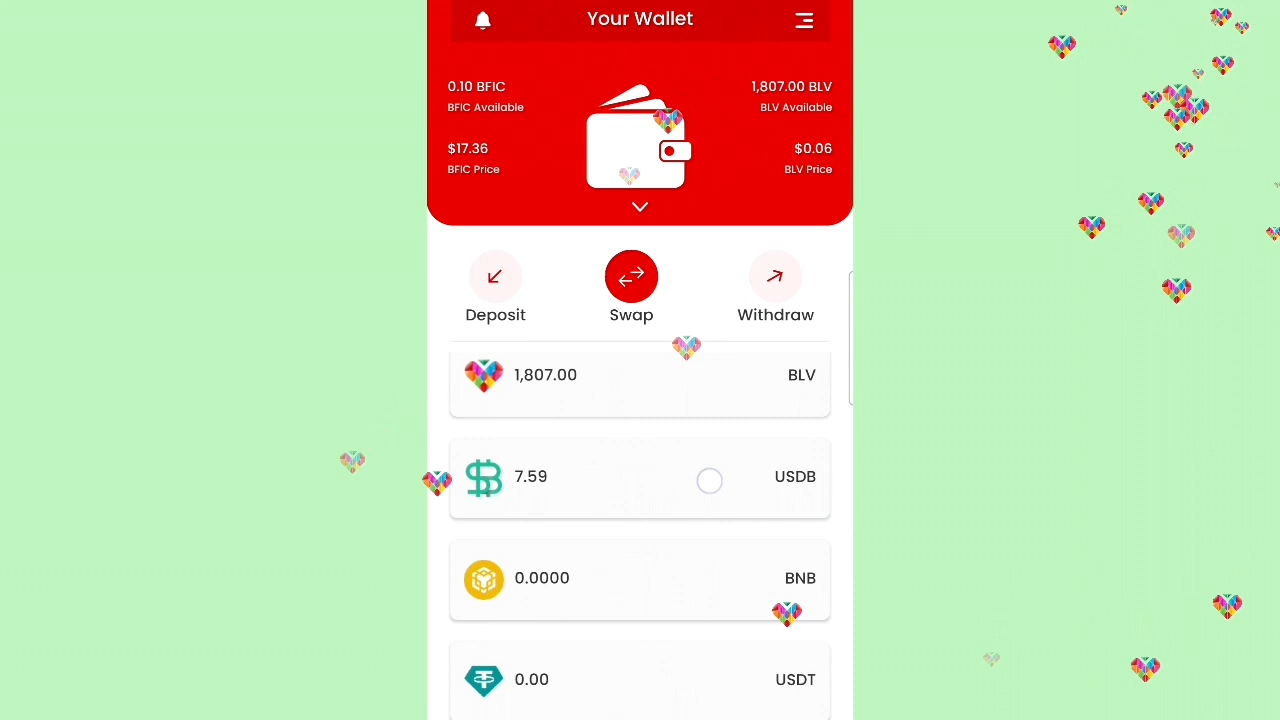 Your Wallet
0.10 BFIC
BFIC Available
1,807.00 BLV
BLV Available
$17.36
BFIC Price
$0.06
BLV Price
Deposit
Swap
Withdraw
1,807.00 BLV
7.59 USDB
0.0000 BNB
0.00 USDT